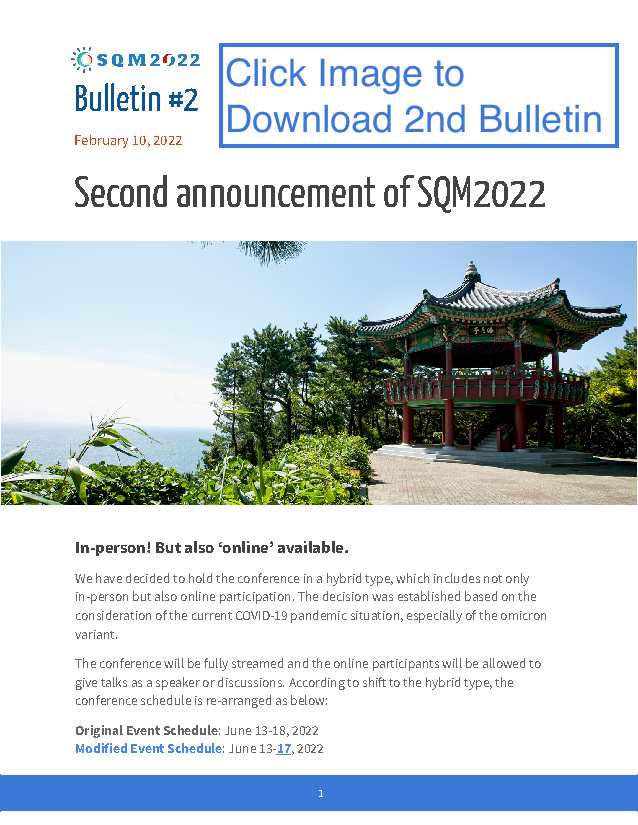 SQM2022
Click Image to
Download 2nd Bulletin
Bulletin #2
February 10, 2022
Second announcement of SQM2022
In-person! But also ‘online’ available.
We have decided to hold the conference in a hybrid type, which includes not only
in-person but also online participation. The decision was established based on the
consideration of the current COVID-19 pandemic situation, especially of the omicron
variant.
The conference will be fully streamed and the online participants will be allowed to
give talks as a speaker or discussions. According to shift to the hybrid type, the
conference schedule is re-arranged as below:
Original Event Schedule: June 13-18, 2022
Modified Event Schedule: June 13-17, 2022
1